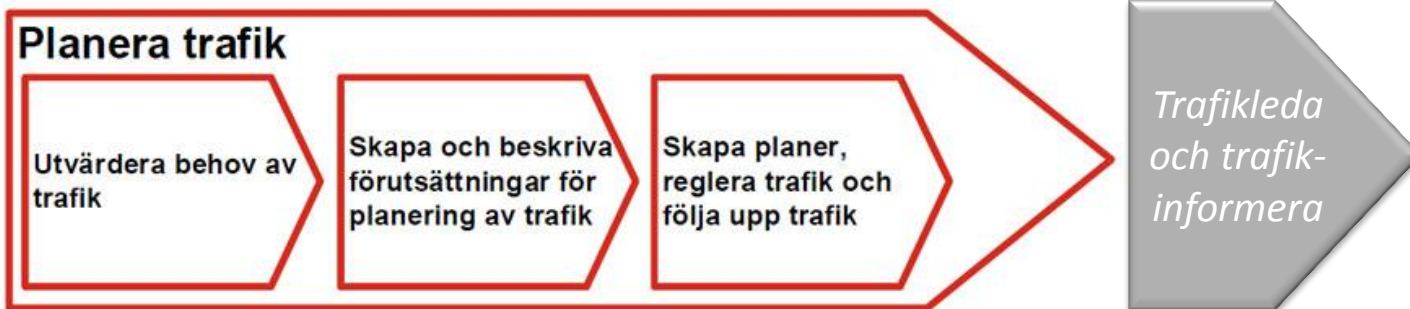 Planera trafik
Utvärdera behov av
trafik
Skapa och beskriva
förutsättningar för
planering av trafik
Skapa planer,
reglera trafik och
följa upp trafik
Trafikleda
och trafik-
informera